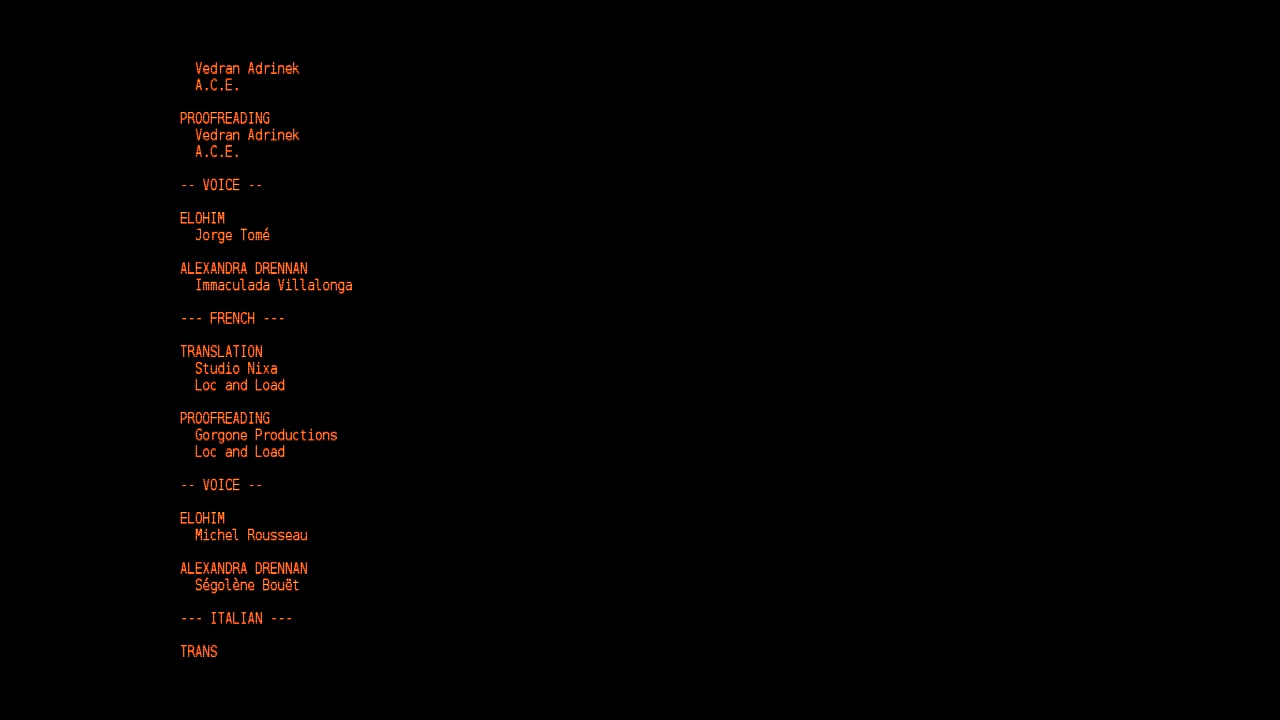 Vedran Adrinek
A.C.E.
PROOFREADING
Vedran Adrinek
A.C.E.
-- VOICE --
ELOHIM
Jorge Tomé
ALEXANDRA DRENNAN
Immaculada Villalonga
--- FRENCH ---
TRANSLATION
Studio Nixa
Loc and Load
PROOFREADING
Gorgone Productions
Loc and Load
-- VOICE --
ELOHIM
Michel Rousseau
ALEXANDRA DRENNAN
Ségolène Bouët
--- ITALIAN ---
TRANS